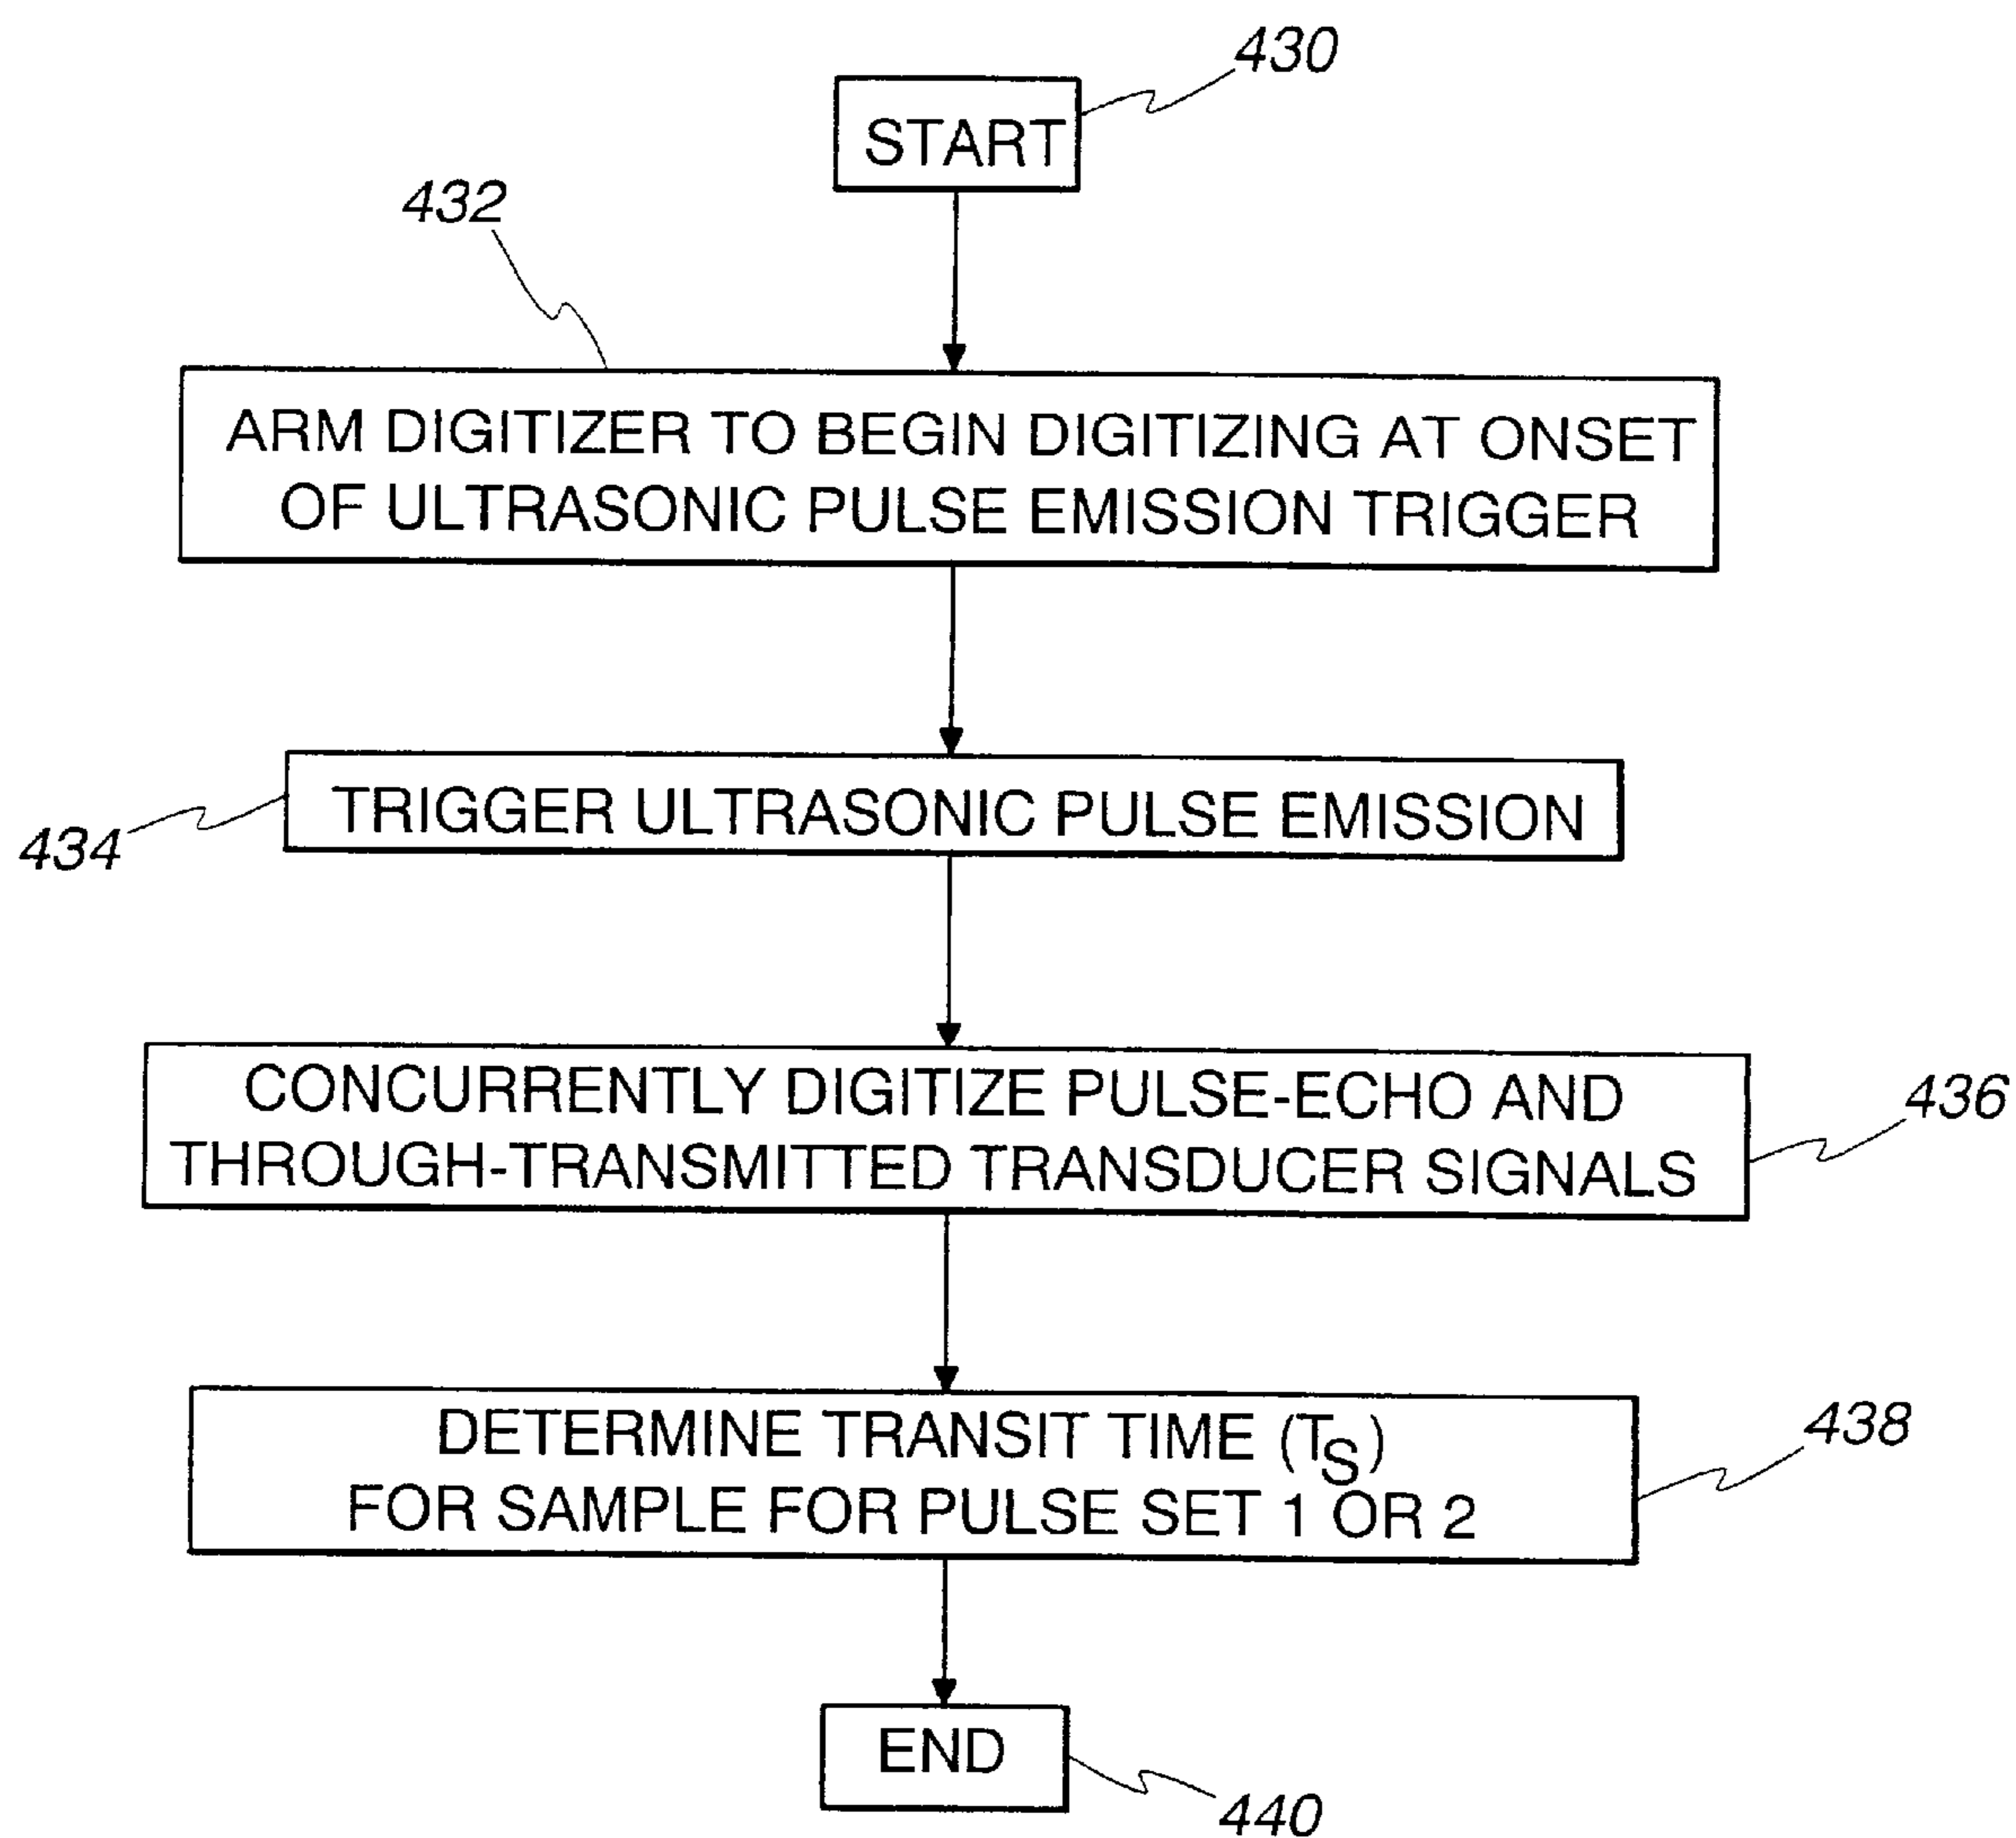 430
START
432
ARM DIGITIZER TO BEGIN DIGITIZING AT ONSET
OF ULTRASONIC PULSE EMISSION TRIGGER
TRIGGER ULTRASONIC PULSE EMISSION
434
CONCURRENTLY DIGITIZE PULSE-ECHO AND
THROUGH-TRANSMITTED TRANSDUCER SIGNALS
436
DETERMINE TRANSIT TIME (TS)
FOR SAMPLE FOR PULSE SET 1 OR 2
438
END
440